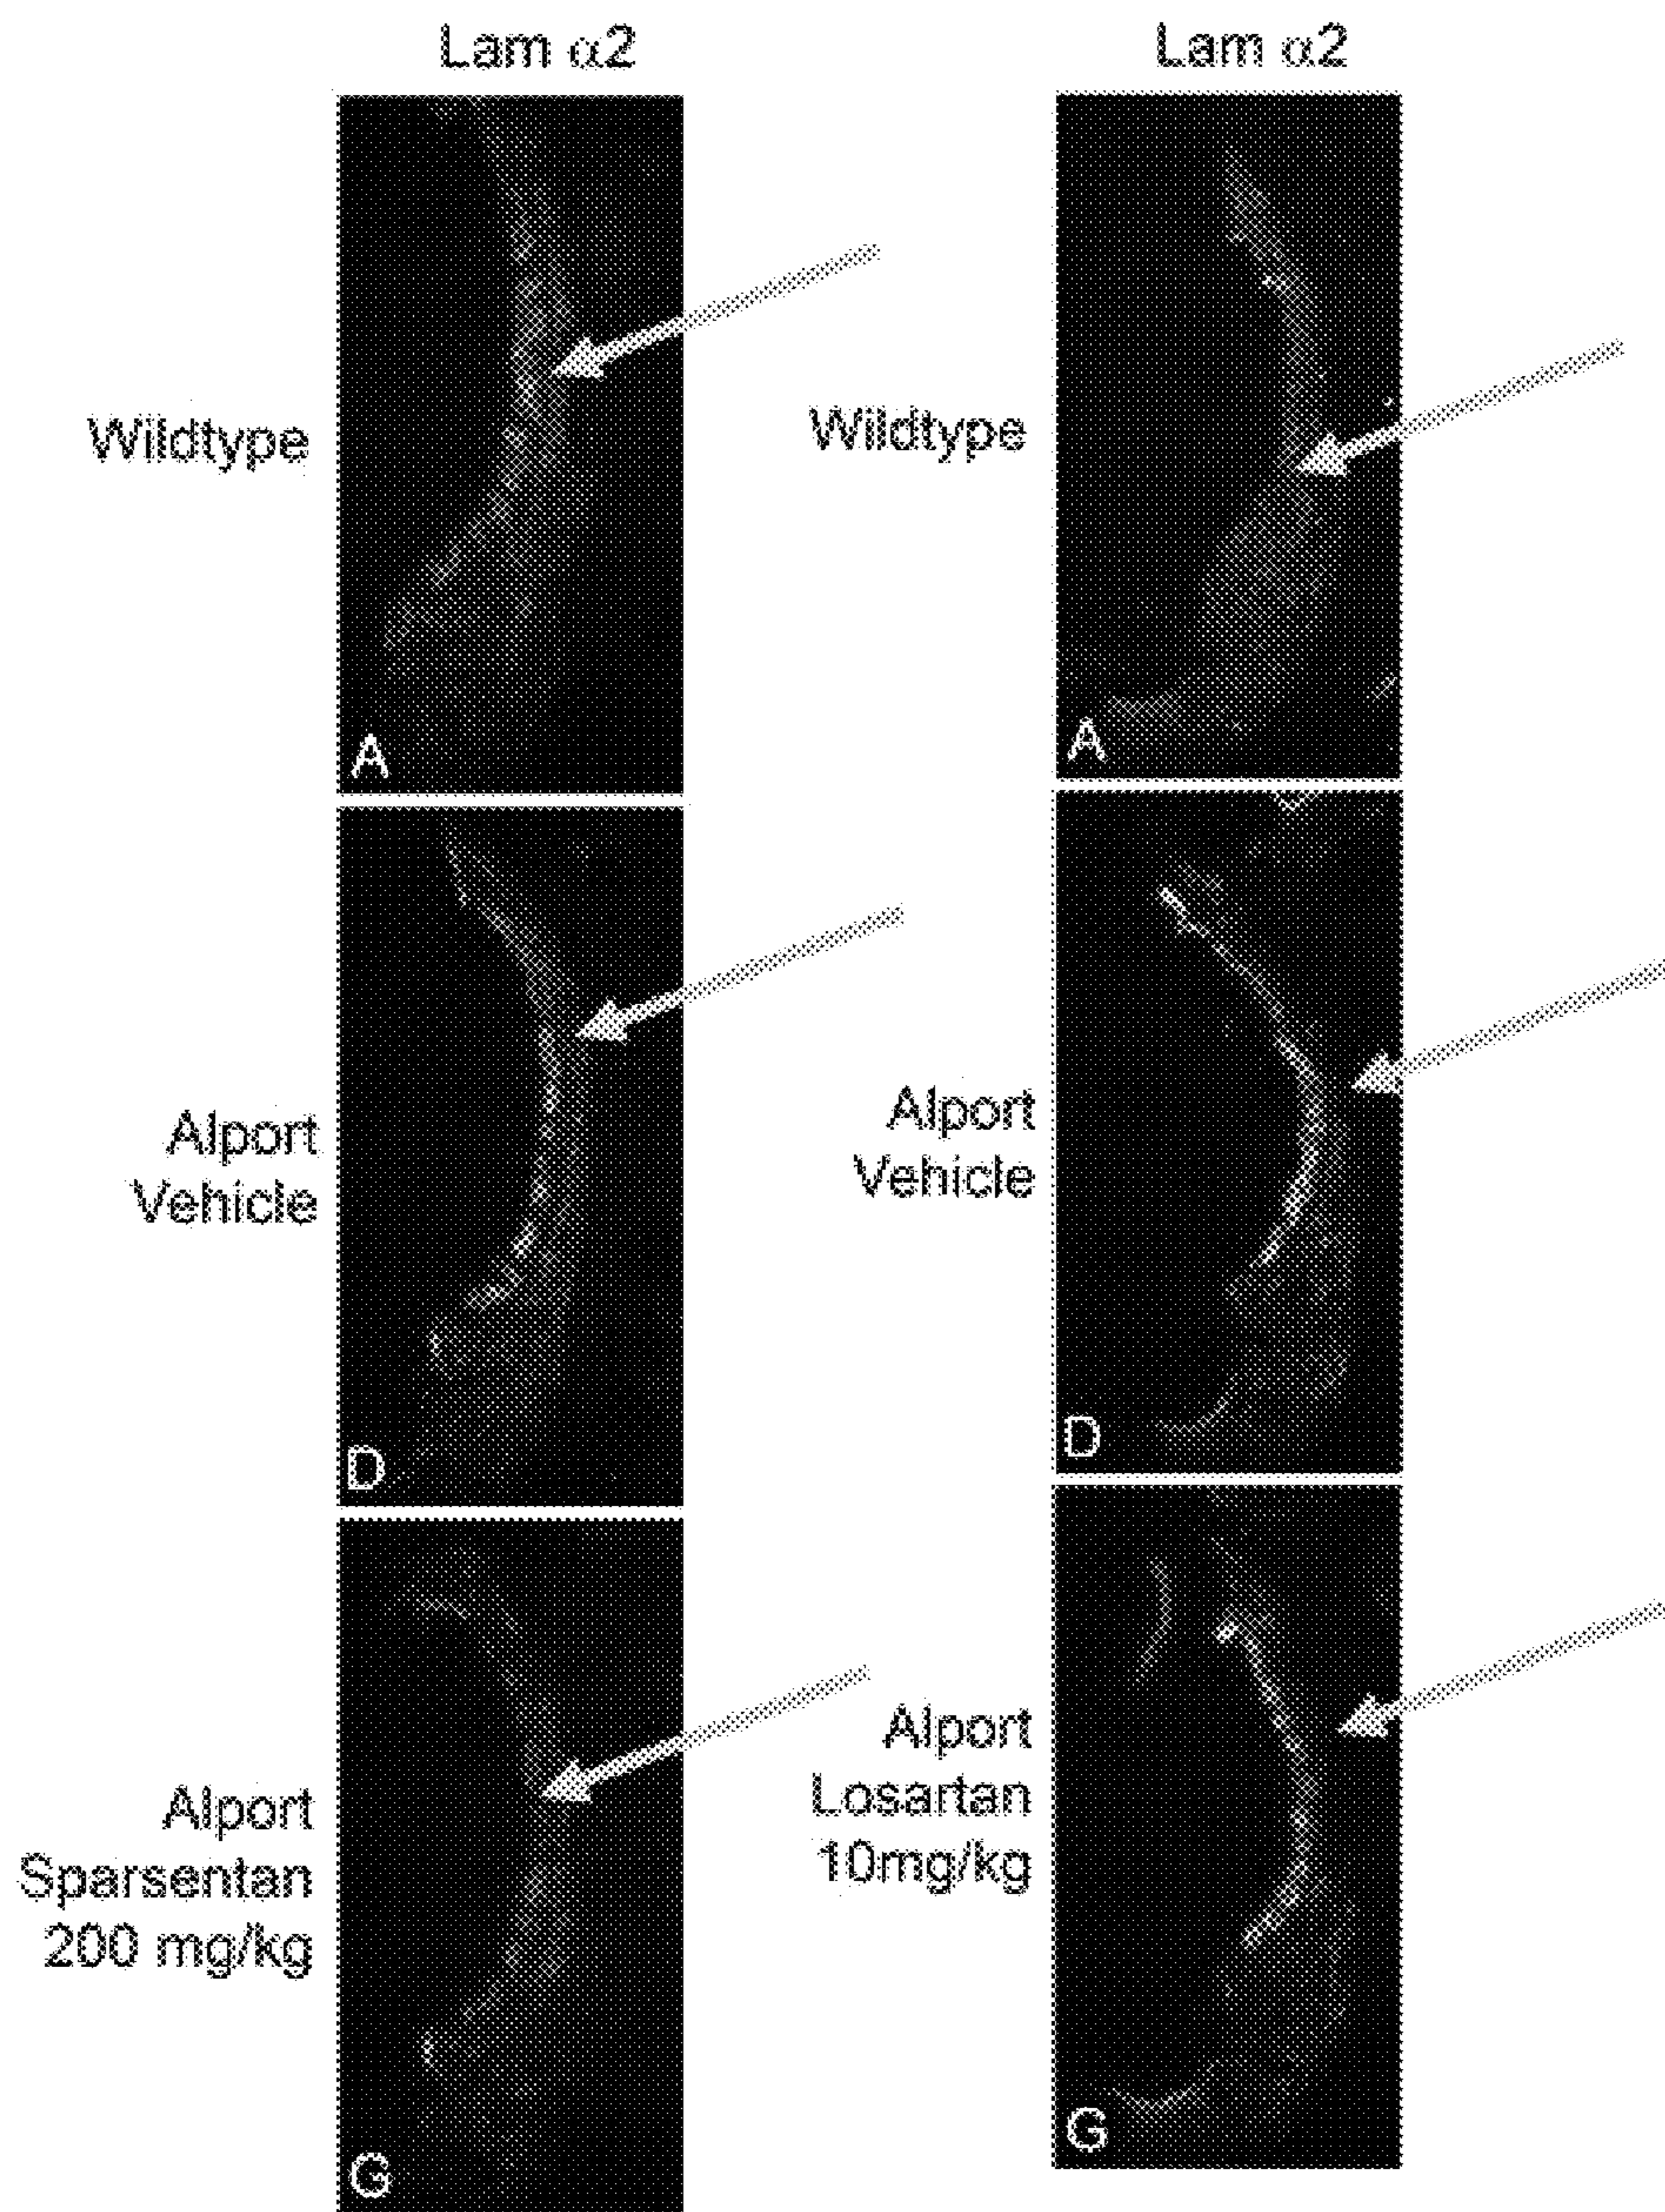 Lam α2
Wildtype
A
Alport
Vehicle
D
Alport
Sparsentan
200 mg/kg
G
Lam α2
Wildtype
A
Alport
Vehicle
D
Alport
Losartan
10mg/kg
G